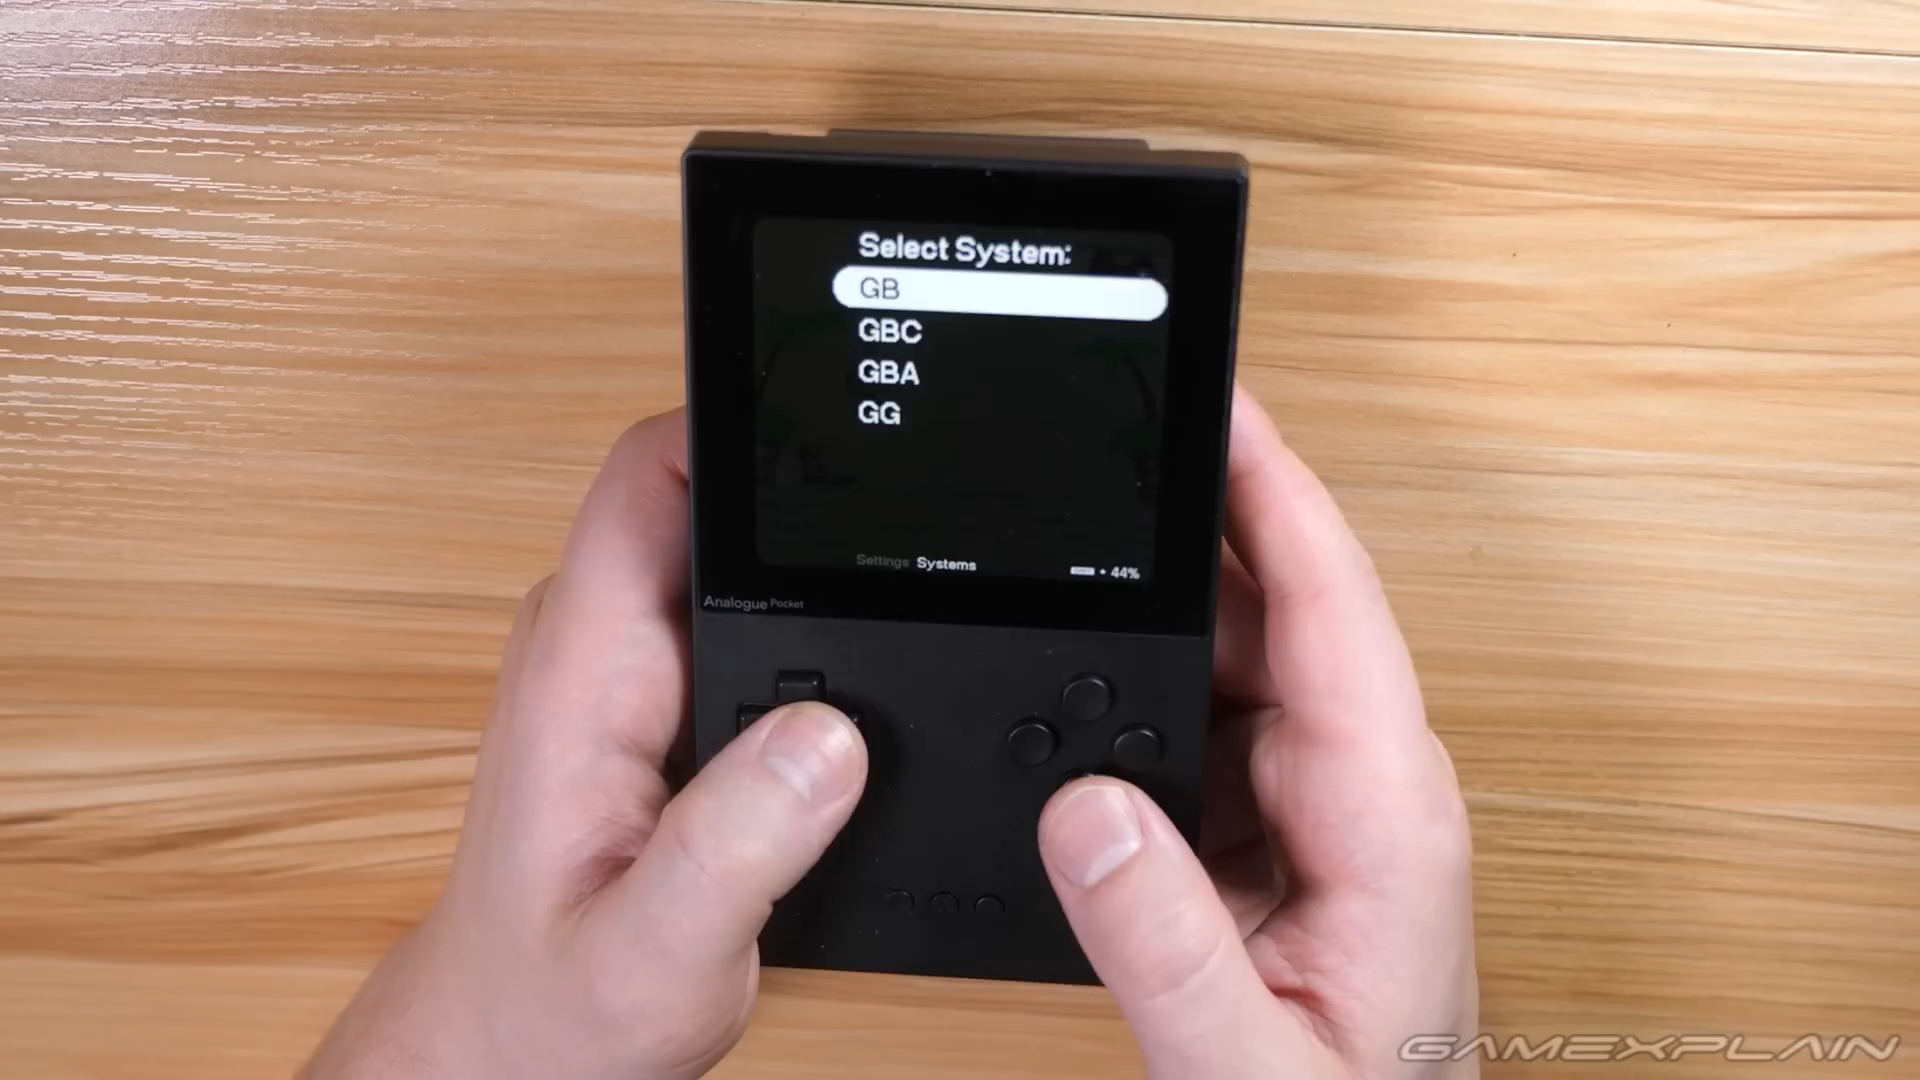 Select System:
GB
GBC
GBA
GG
Settings Systems
44%
Analogue Pocket
GAMEXPLAIN